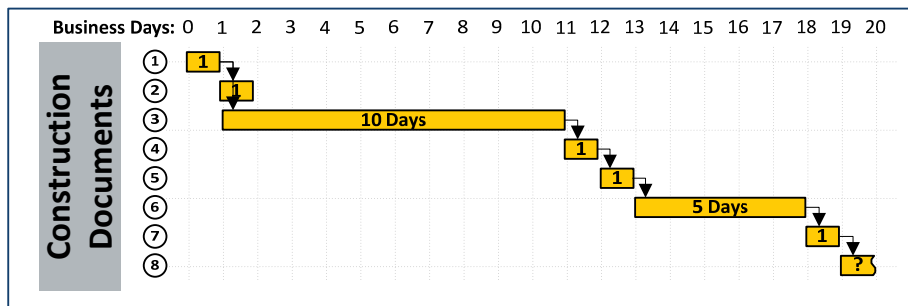 Business Days: 0 1 2 3 4 5 6 7 8 9 10 11 12 13 14 15 16 17 18 19 20
Construction
Documents
1 1
2 1
3 10 Days
4 1
5 1
6 5 Days
7 1
8 ?